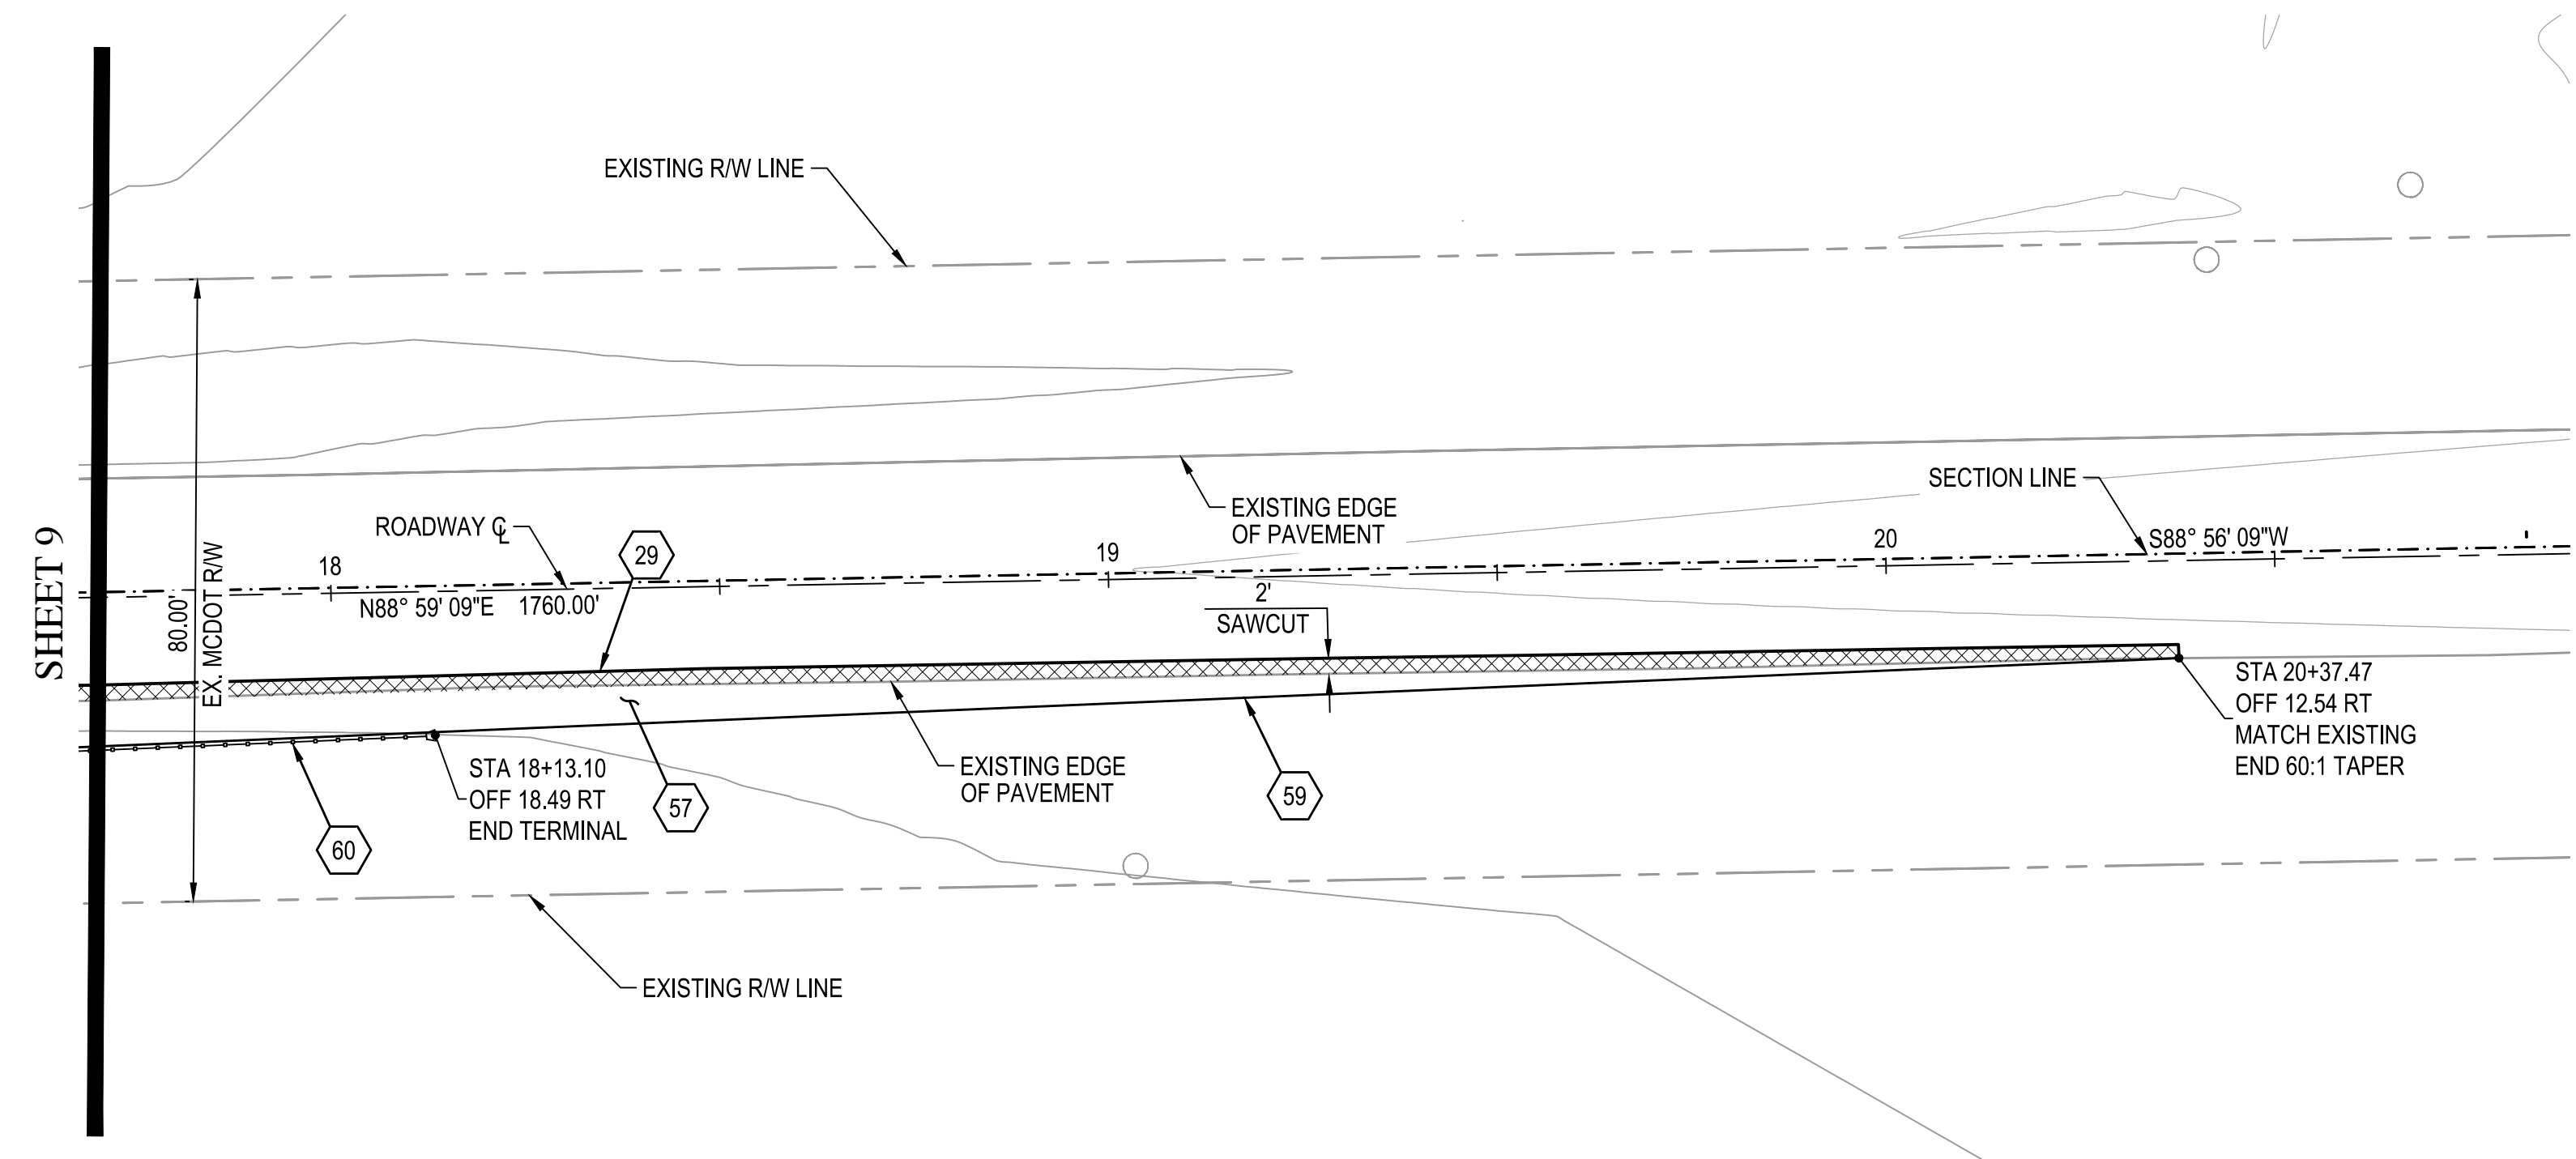 EXISTING R/W LINE
SHEET 9
80.00'
EX. MCDOT R/W
ROADWAY ℄
29
18
19
20
N88° 59' 09"E 1760.00'
EXISTING EDGE
OF PAVEMENT
SECTION LINE
S88° 56' 09"W
2'
SAWCUT
STA 20+37.47
OFF 12.54 RT
MATCH EXISTING
END 60:1 TAPER
STA 18+13.10
OFF 18.49 RT
END TERMINAL
60
57
EXISTING EDGE
OF PAVEMENT
59
EXISTING R/W LINE